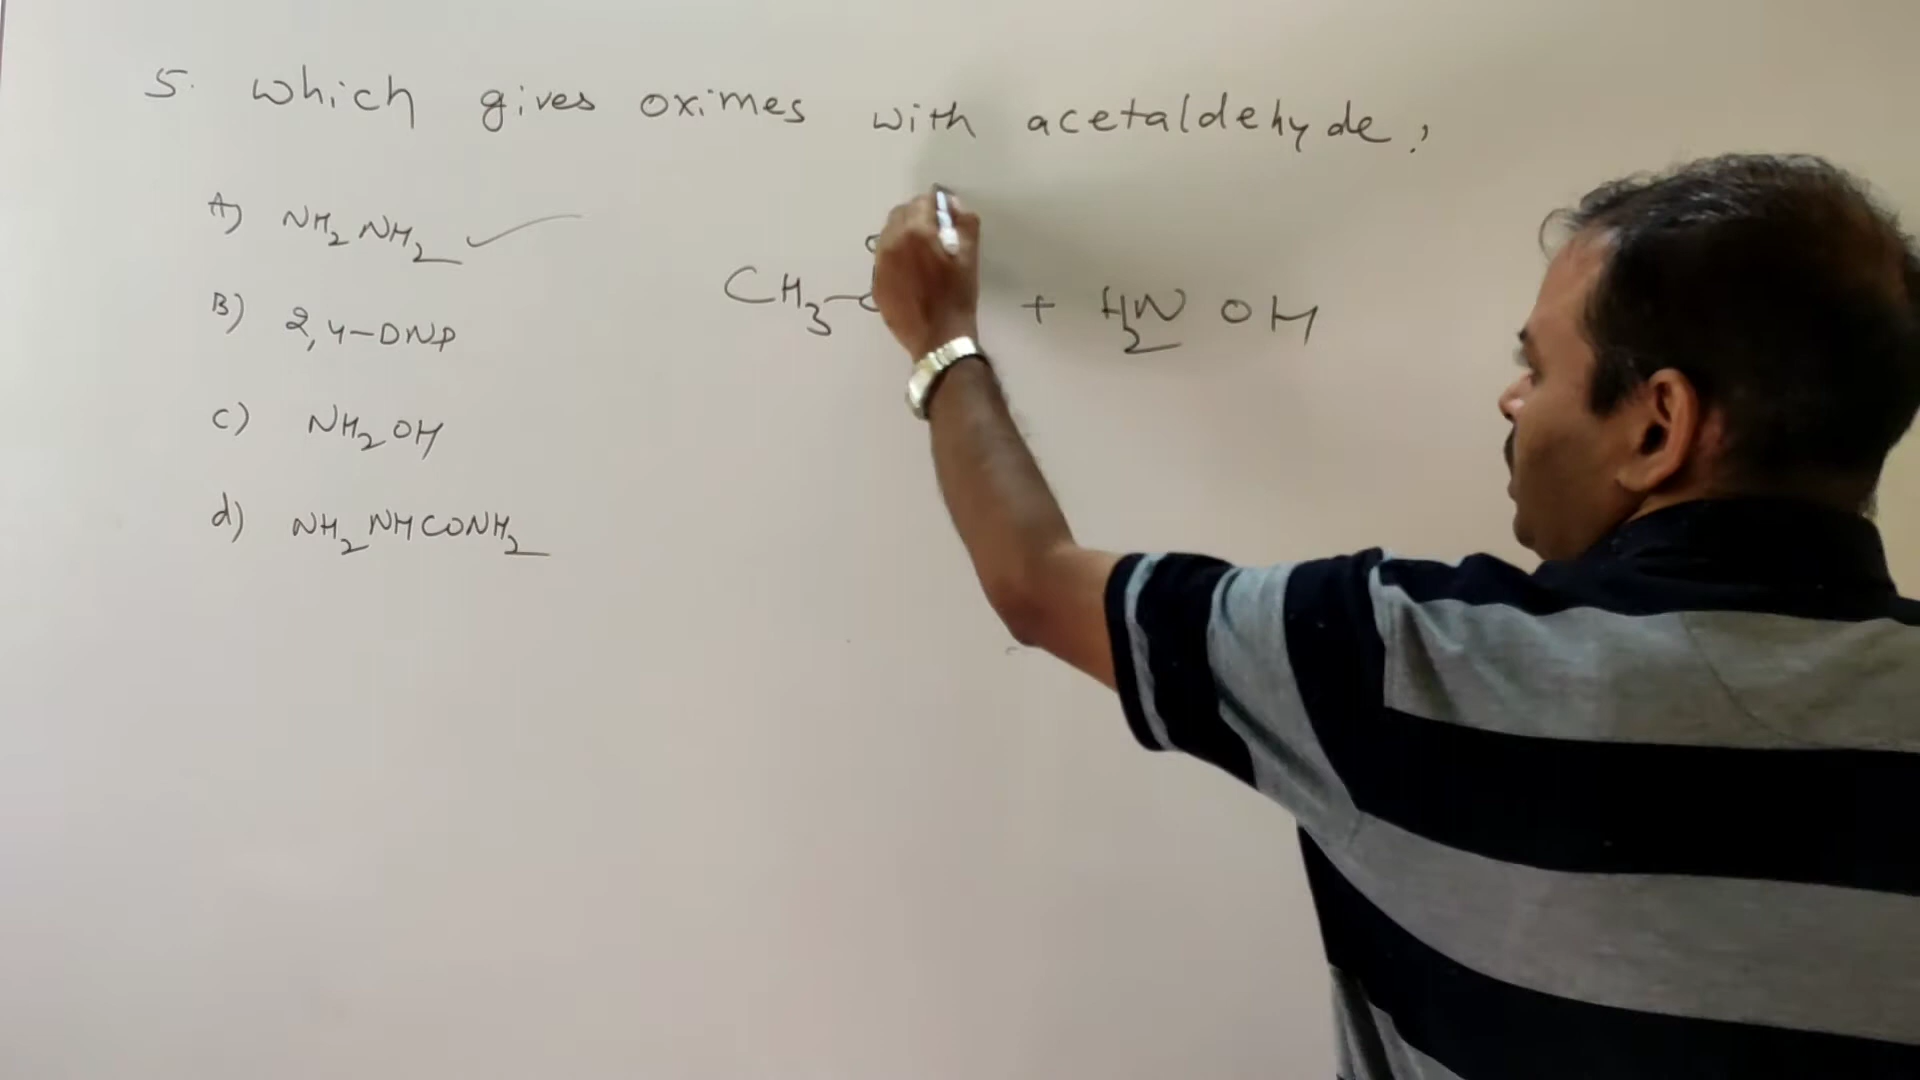 5. Which gives oximes with acetaldehyde?
A) NH2NH2
B) 2,4-DNP
C) NH2OH
d) NH2NHCONH2
CH3-
+ H2N OH